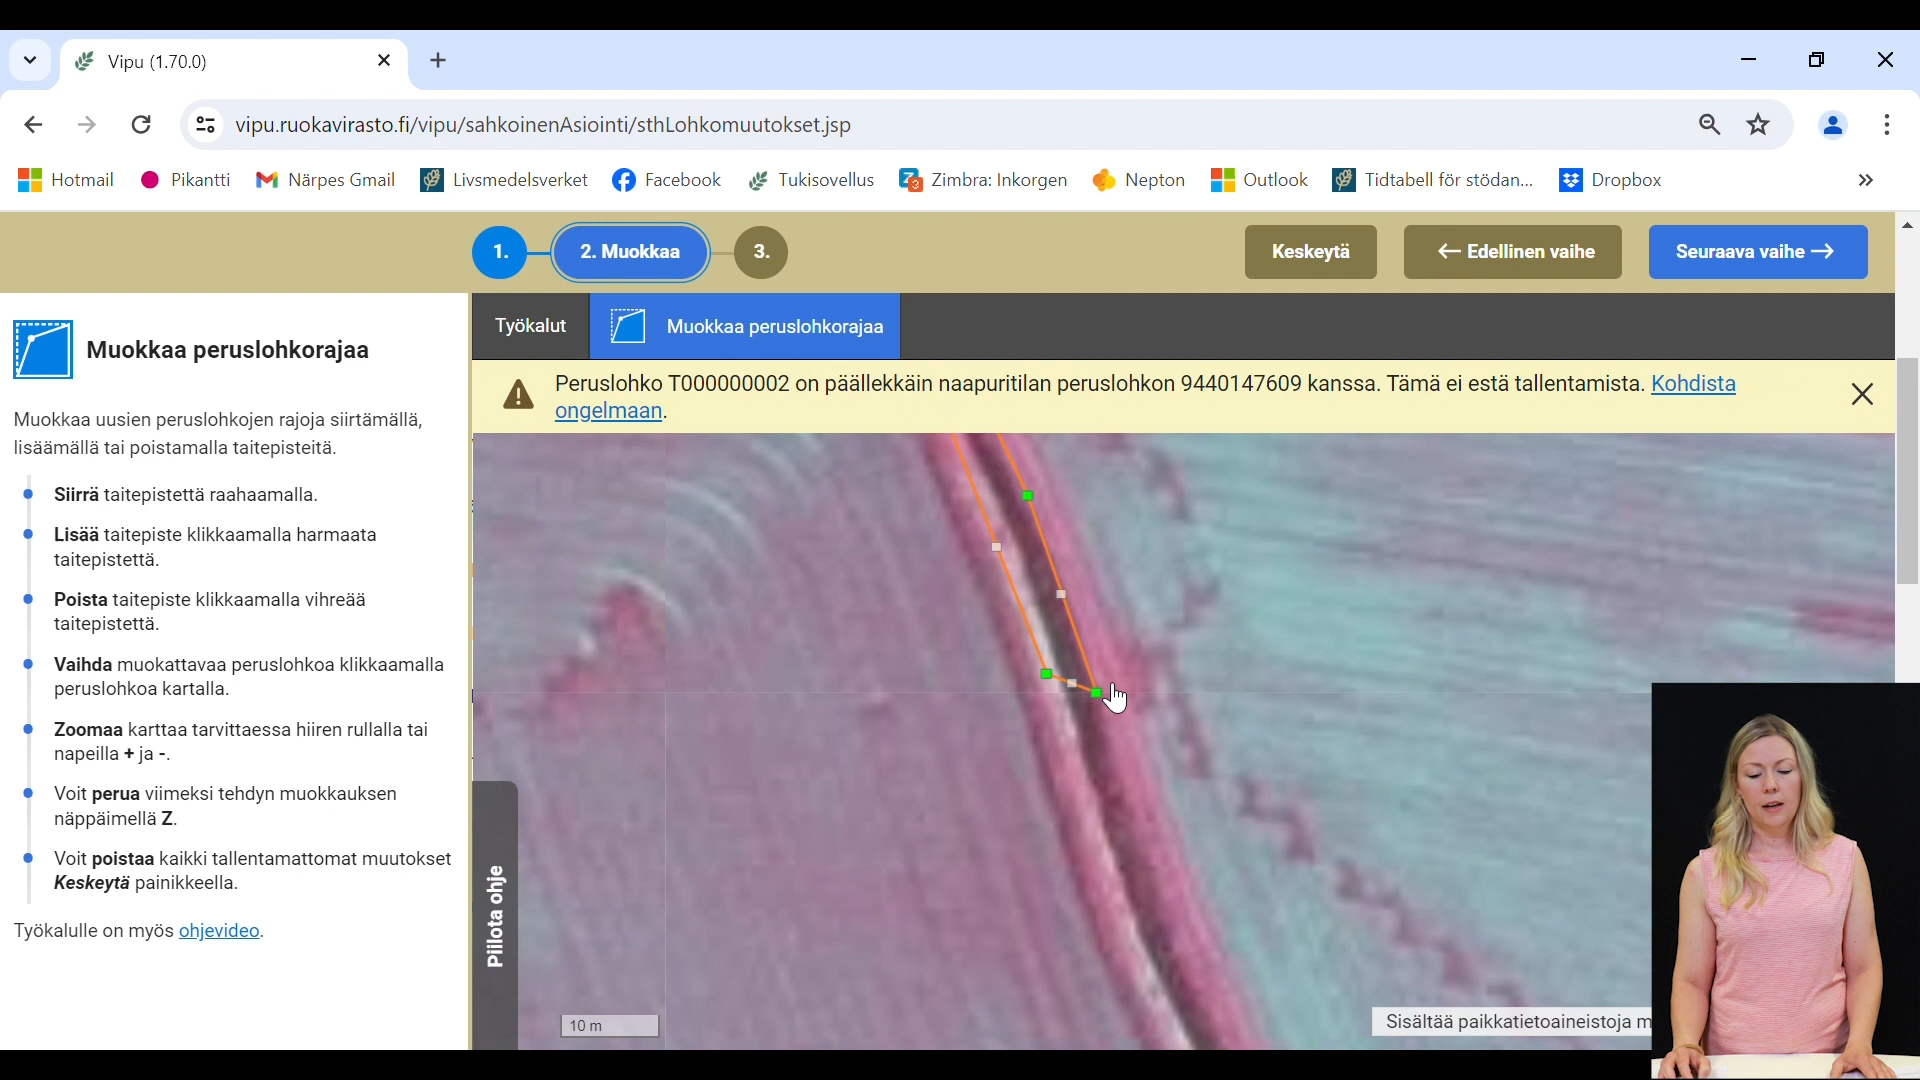 Vipu (1.70.0)
vipu.ruokavirasto.fi/vipu/sahkoinenAsiointi/sthLohkomuutokset.jsp
Hotmail Pikantti Närpes Gmail Livsmedelsverket Facebook Tukisovellus Zimbra: Inkorgen Nepton Outlook Tidtabell för stödan... Dropbox
1. 2. Muokkaa 3. Keskeytä ← Edellinen vaihe Seuraava vaihe →
Työkalut Muokkaa peruslohkorajaa
Muokkaa peruslohkorajaa
Muokkaa uusien peruslohkojen rajoja siirtämällä,
lisäämällä tai poistamalla taitepisteitä.
Siirrä taitepistettä raahaamalla.
Lisää taitepiste klikkaamalla harmaata
taitepistettä.
Poista taitepiste klikkaamalla vihreää
taitepistettä.
Vaihda muokattavaa peruslohkoa klikkaamalla
peruslohkoa kartalla.
Zoomaa karttaa tarvittaessa hiiren rullalla tai
napeilla + ja -.
Voit perua viimeksi tehdyn muokkauksen
näppäimellä Z.
Voit poistaa kaikki tallentamattomat muutokset
Keskeytä painikkeella.
Työkalulle on myös ohjevideo.
Peruslohko T000000002 on päällekkäin naapuritilan peruslohkon 9440147609 kanssa. Tämä ei estä tallentamista. Kohdista
ongelmaan.
Piilota ohje
10 m
Sisältää paikkatietoaineistoja m